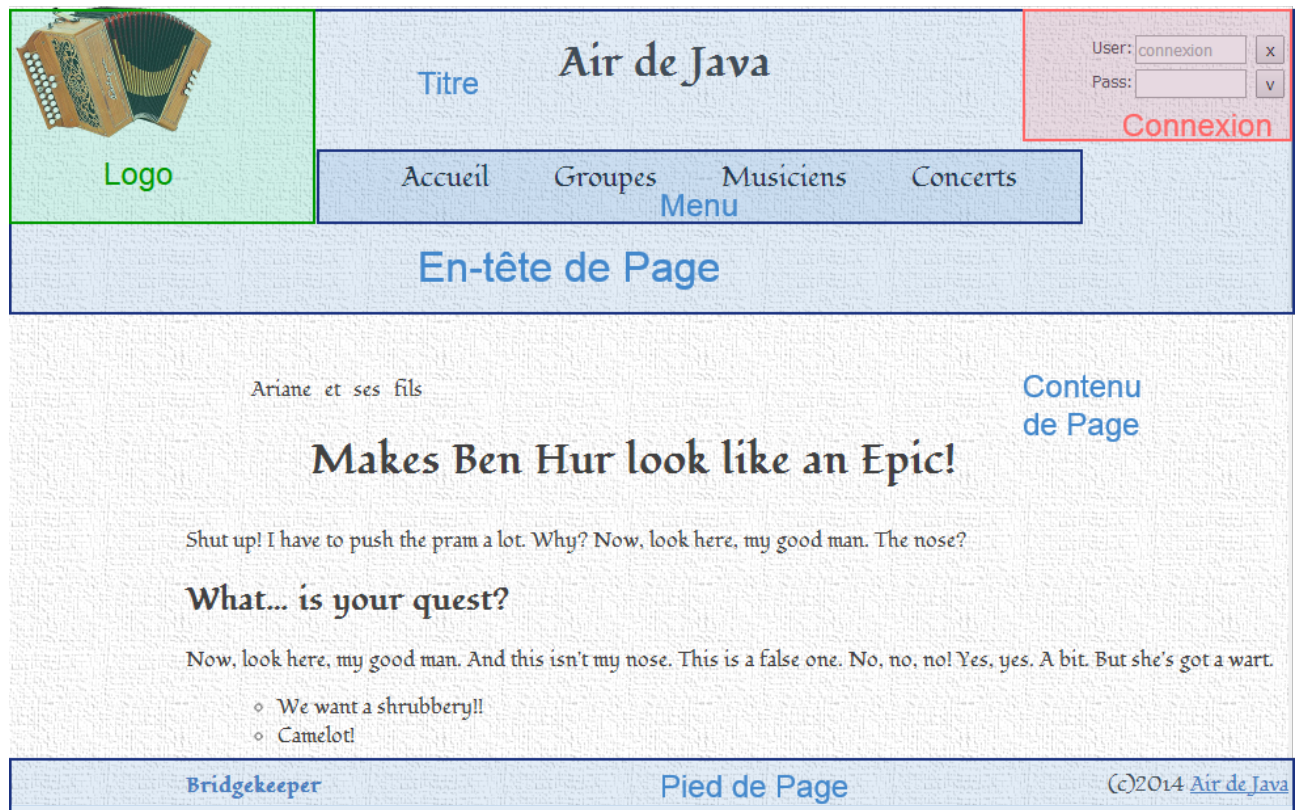 Air de Java
Titre
User: connexion x
Pass: v
Connexion
Logo
Accueil Groupes Musiciens Concerts
Menu
En-tête de Page
Ariane et ses fils
Contenu
de Page
Makes Ben Hur look like an Epic!
Shut up! I have to push the pram a lot. Why? Now, look here, my good man. The nose?
What... is your quest?
Now, look here, my good man. And this isn't my nose. This is a false one. No, no, no! Yes, yes. A bit. But she's got a wart.
We want a shrubbery!!
Camelot!
Bridgekeeper
Pied de Page
(c)2014 Air de Java